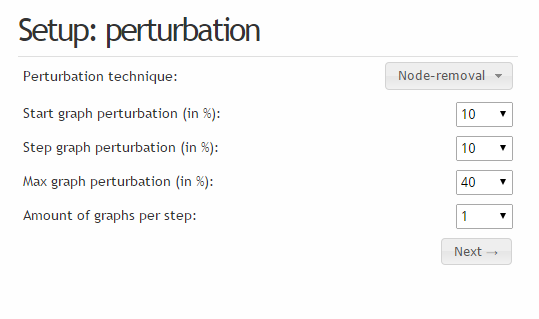 Setup: perturbation
Perturbation technique: Node-removal
Start graph perturbation (in %): 10
Step graph perturbation (in %): 10
Max graph perturbation (in %): 40
Amount of graphs per step: 1
Next →